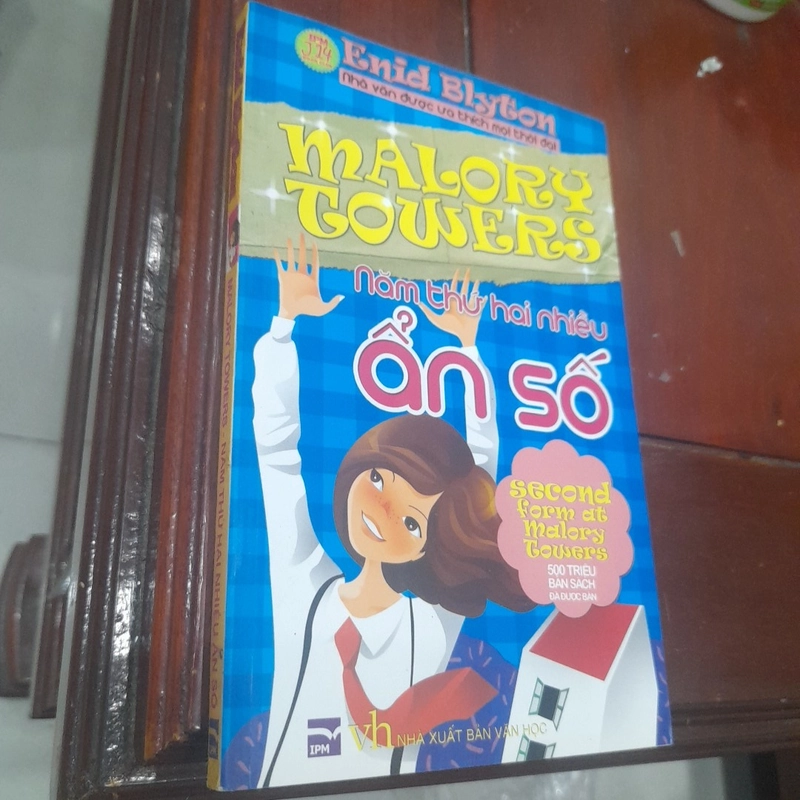 IPM
Enid Blyton
Nhà văn được ưa thích mọi thời đại
MALORY
TOWERS
Năm thứ hai nhiều
ẩn số
second
form at
Malory
Towers
500 TRIỆU
BẢN SÁCH
ĐÃ ĐƯỢC BÁN
IPM
vh NHÀ XUẤT BẢN VĂN HỌC
MALORY TOWERS NĂM THỨ HAI NHIỀU ẨN SỐ